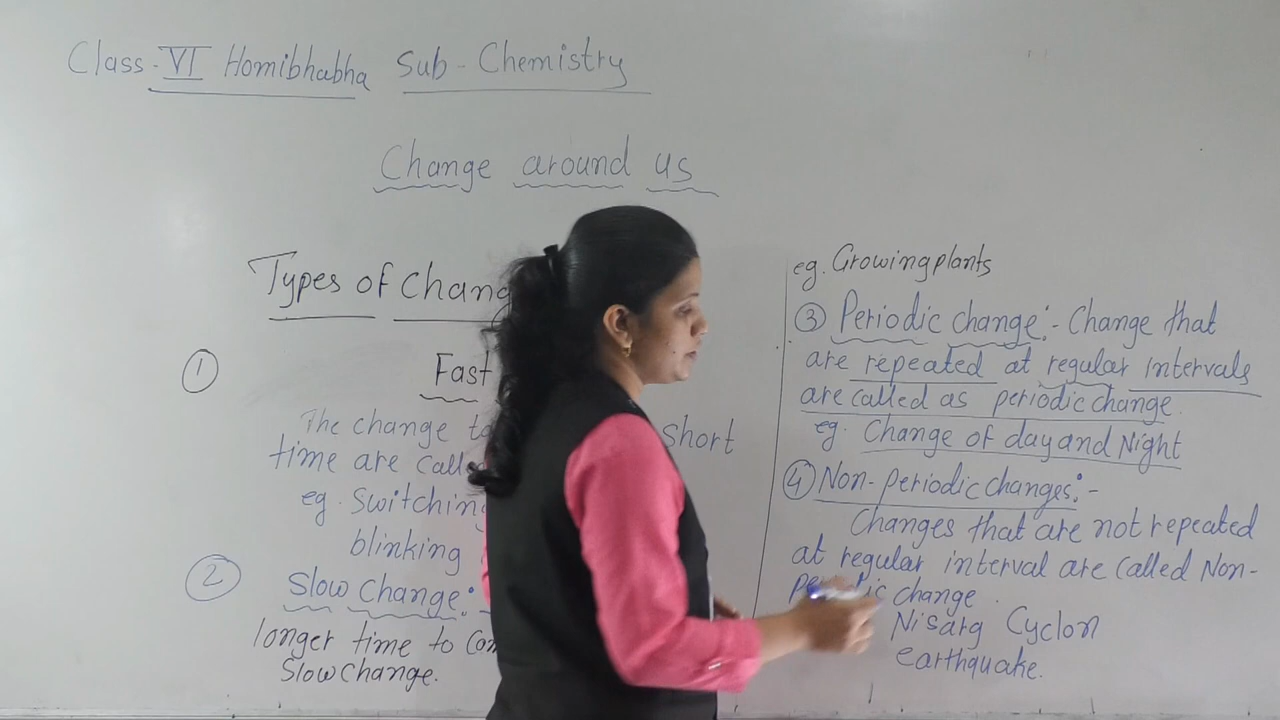 Class-VI Homibhabha Sub-Chemistry
Change around us
Types of Chang
①
Fast
The change t short
time are call
eg. Switching
blinking
② Slow Change:-
longer time to Com
Slow change.
eg. Growing plants
③ Periodic change:- Change that
are repeated at regular intervals
are called as periodic change.
eg. Change of day and Night
④ Non-periodic changes:-
Changes that are not repeated
at regular interval are called Non-
change
Nisarg Cyclon
earthquake.